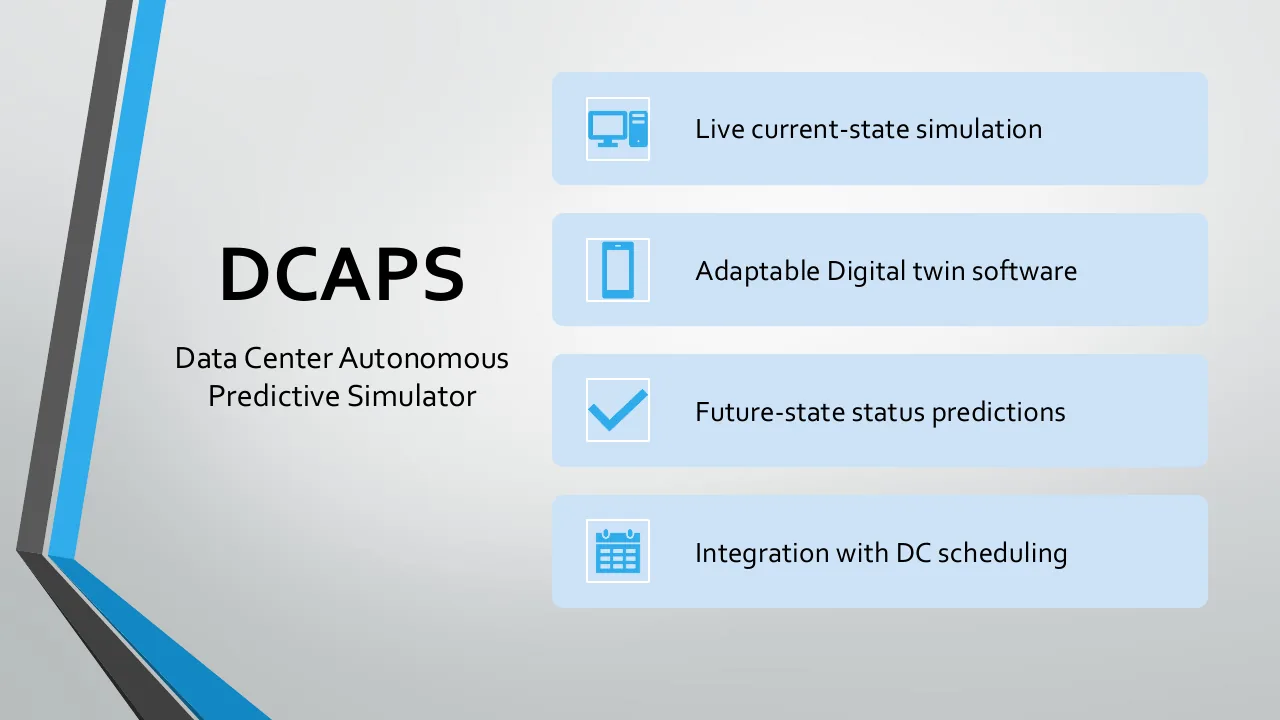 DCAPS
Data Center Autonomous
Predictive Simulator
Live current-state simulation
Adaptable Digital twin software
Future-state status predictions
Integration with DC scheduling